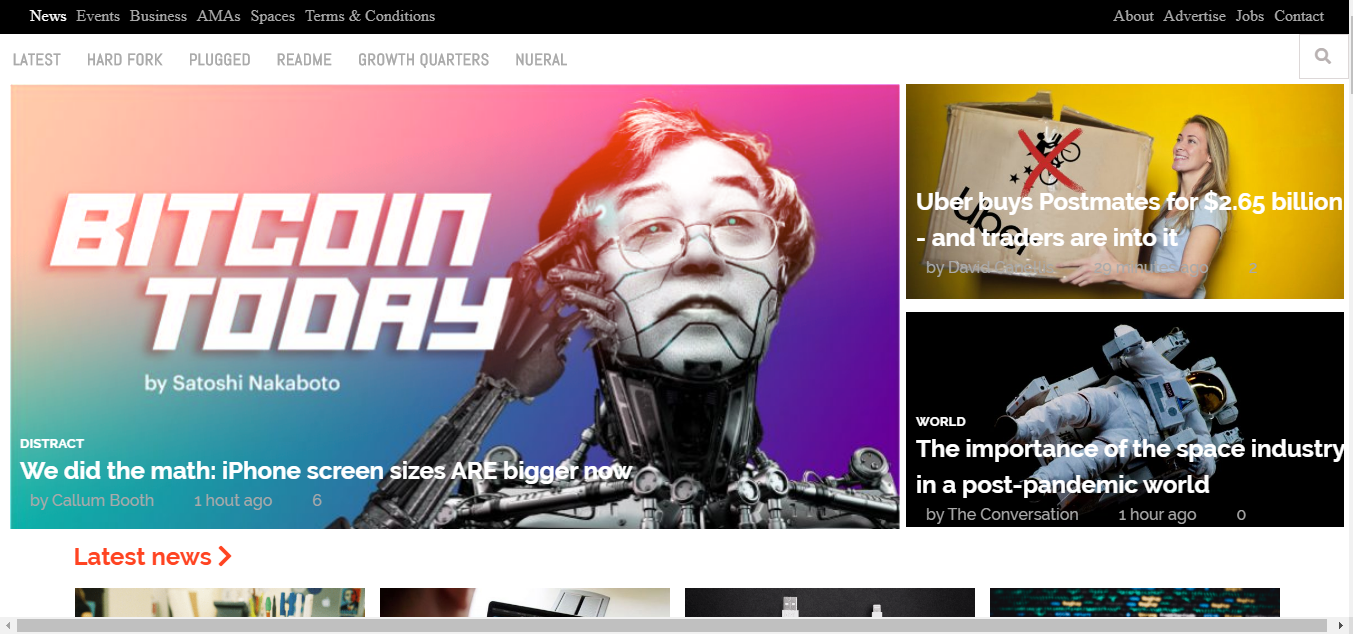 News Events Business AMAs Spaces Terms & Conditions
About Advertise Jobs Contact
LATEST HARD FORK PLUGGED README GROWTH QUARTERS NUERAL
BITCOIN
TODAY
by Satoshi Nakaboto
DISTRACT
We did the math: iPhone screen sizes ARE bigger now
by Callum Booth 1 hout ago 6
Uber
Uber buys Postmates for $2.65 billion
- and traders are into it
by David 29 minutes ago 2
WORLD
The importance of the space industry
in a post-pandemic world
by The Conversation 1 hour ago 0
Latest news